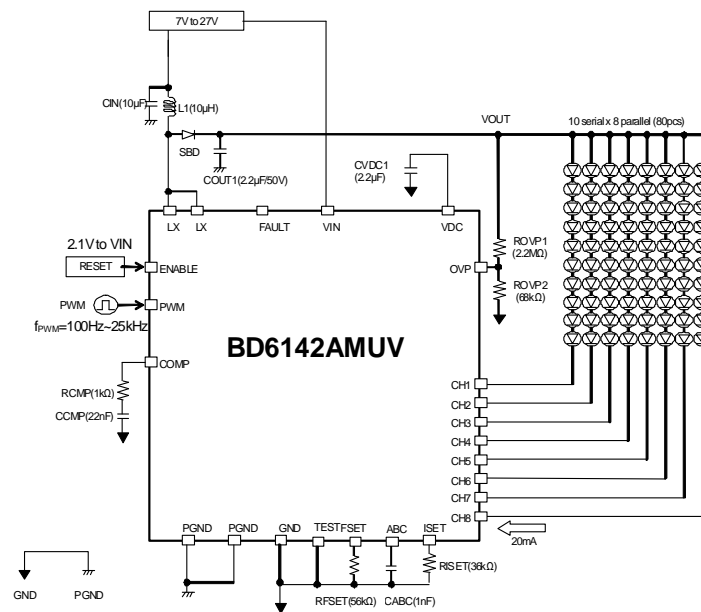 7V to 27V
CIN(10µF)
L1(10µH)
VOUT
10 serial x 8 parallel (80pcs)
SBD
COUT1(2.2µF/50V)
CVDC1
(2.2µF)
LX
LX
FAULT
VIN
VDC
2.1V to VIN
RESET
ENABLE
OVP
ROVP1
(2.2MΩ)
ROVP2
(68kΩ)
PWM
PWM
fPWM=100Hz~25kHz
COMP
BD6142AMUV
RCMP(1kΩ)
CCMP(22nF)
CH1
CH2
CH3
CH4
CH5
CH6
CH7
CH8
20mA
PGND
PGND
GND
TEST
FSET
ABC
ISET
RISET(36kΩ)
RFSET(56kΩ)
CABC(1nF)
GND
PGND